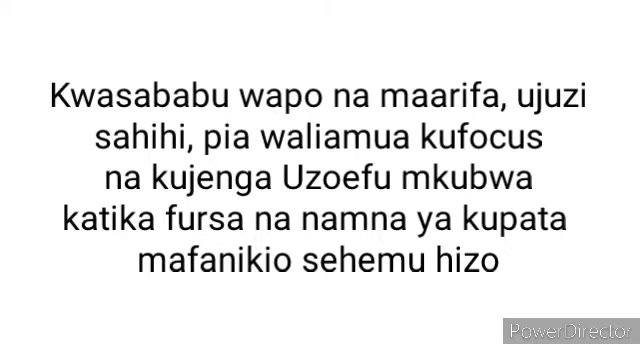 Kwasababu wapo na maarifa, ujuzi
sahihi, pia waliamua kufocus
na kujenga Uzoefu mkubwa
katika fursa na namna ya kupata
mafanikio sehemu hizo
PowerDirector